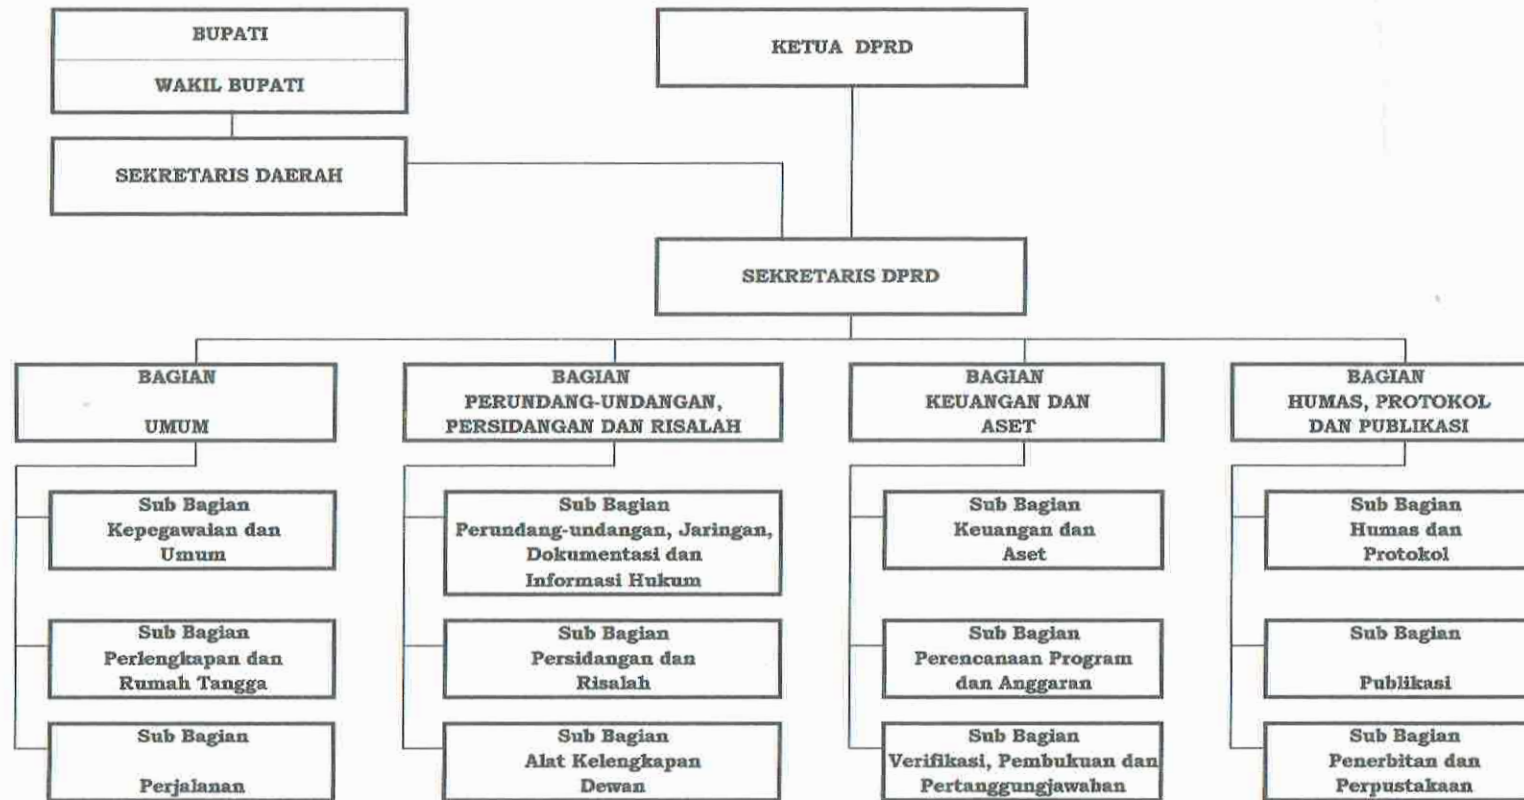 BUPATI
WAKIL BUPATI
KETUA DPRD
SEKRETARIS DAERAH
SEKRETARIS DPRD
BAGIAN
UMUM
BAGIAN
PERUNDANG-UNDANGAN,
PERSIDANGAN DAN RISALAH
BAGIAN
KEUANGAN DAN
ASET
BAGIAN
HUMAS, PROTOKOL
DAN PUBLIKASI
Sub Bagian
Kepegawaian dan
Umum
Sub Bagian
Perlengkapan dan
Rumah Tangga
Sub Bagian
Perjalanan
Sub Bagian
Perundang-undangan, Jaringan,
Dokumentasi dan
Informasi Hukum
Sub Bagian
Persidangan dan
Risalah
Sub Bagian
Alat Kelengkapan
Dewan
Sub Bagian
Keuangan dan
Aset
Sub Bagian
Perencanaan Program
dan Anggaran
Sub Bagian
Verifikasi, Pembukuan dan
Pertanggungjawaban
Sub Bagian
Humas dan
Protokol
Sub Bagian
Publikasi
Sub Bagian
Penerbitan dan
Perpustakaan